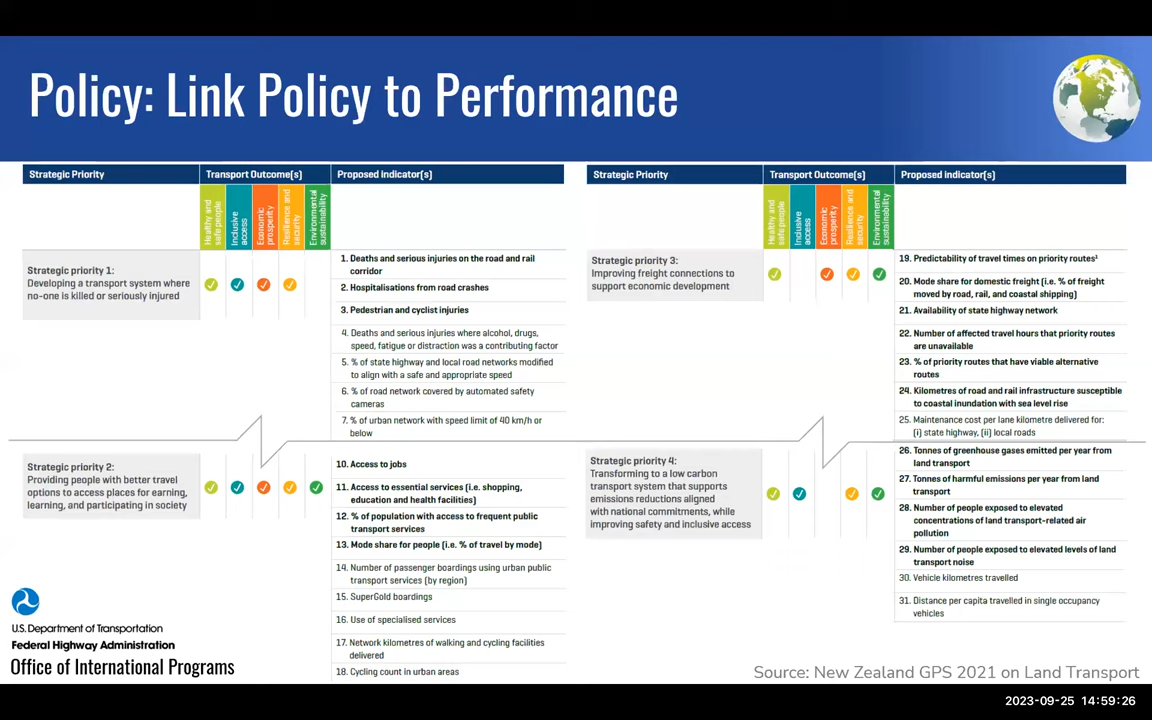 Policy: Link Policy to Performance
Strategic Priority
Transport Outcome(s)
Proposed indicator(s)
Healthy and
safe people
Inclusive
access
Economic
prosperity
Resilience and
security
Environmental
sustainability
Strategic priority 1:
Developing a transport system where
no-one is killed or seriously injured
1. Deaths and serious injuries on the road and rail
corridor
2. Hospitalisations from road crashes
3. Pedestrian and cyclist injuries
4. Deaths and serious injuries where alcohol, drugs,
speed, fatigue or distraction was a contributing factor
5. % of state highway and local road networks modified
to align with a safe and appropriate speed
6. % of road network covered by automated safety
cameras
7. % of urban network with speed limit of 40 km/h or
below
Strategic priority 2:
Providing people with better travel
options to access places for earning,
learning, and participating in society
10. Access to jobs
11. Access to essential services (i.e. shopping,
education and health facilities)
12. % of population with access to frequent public
transport services
13. Mode share for people (i.e. % of travel by mode)
14. Number of passenger boardings using urban public
transport services (by region)
15. SuperGold boardings
16. Use of specialised services
17. Network kilometres of walking and cycling facilities
delivered
18. Cycling count in urban areas
Strategic Priority
Transport Outcome(s)
Proposed indicator(s)
Healthy and
safe people
Inclusive
access
Economic
prosperity
Resilience and
security
Environmental
sustainability
Strategic priority 3:
Improving freight connections to
support economic development
19. Predictability of travel times on priority routes³
20. Mode share for domestic freight (i.e. % of freight
moved by road, rail, and coastal shipping)
21. Availability of state highway network
22. Number of affected travel hours that priority routes
are unavailable
23. % of priority routes that have viable alternative
routes
24. Kilometres of road and rail infrastructure susceptible
to coastal inundation with sea level rise
25. Maintenance cost per lane kilometre delivered for:
(i) state highway, (ii) local roads
Strategic priority 4:
Transforming to a low carbon
transport system that supports
emissions reductions aligned
with national commitments, while
improving safety and inclusive access
26. Tonnes of greenhouse gases emitted per year from
land transport
27. Tonnes of harmful emissions per year from land
transport
28. Number of people exposed to elevated
concentrations of land transport-related air
pollution
29. Number of people exposed to elevated levels of land
transport noise
30. Vehicle kilometres travelled
31. Distance per capita travelled in single occupancy
vehicles
U.S. Department of Transportation
Federal Highway Administration
Office of International Programs
Source: New Zealand GPS 2021 on Land Transport
2023-09-25 14:59:26